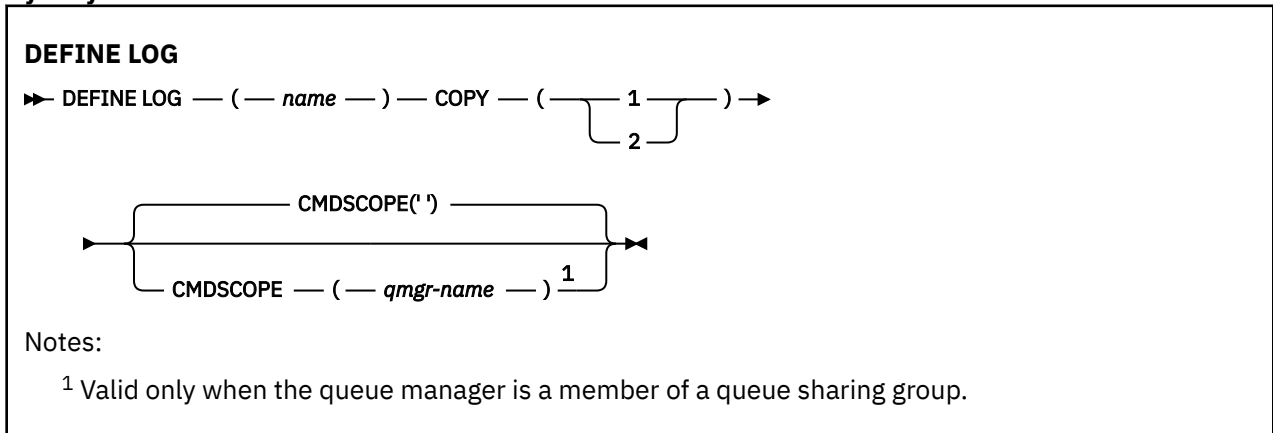 DEFINE LOG
DEFINE LOG ( name ) COPY ( 1 )
2
CMDSCOPE(' ')
CMDSCOPE ( qmgr-name ) 1
Notes:
1 Valid only when the queue manager is a member of a queue sharing group.